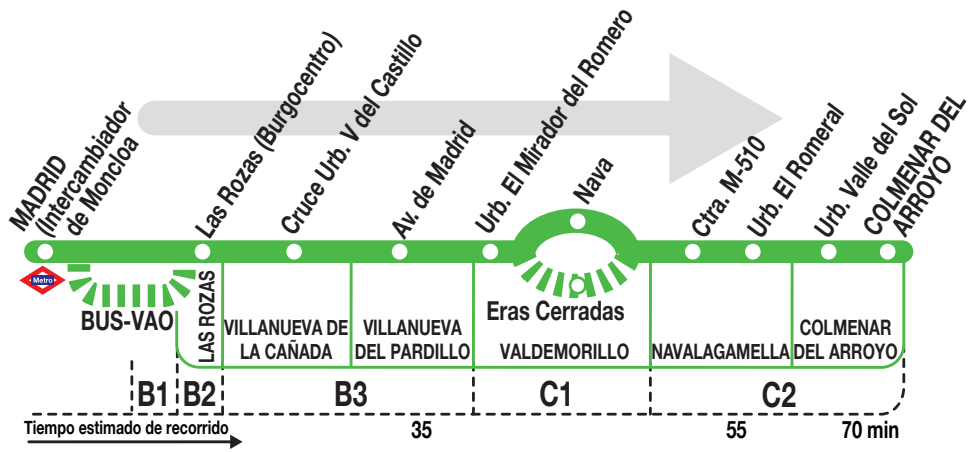 MADRID
(Intercambiador
de Moncloa
Las Rozas (Burgocentro)
Cruce Urb. V del Castillo
Av. de Madrid
Urb. El Mirador del Romero
Nava
Ctra. M-510
Urb. El Romeral
Urb. Valle del Sol
COLMENAR DEL
ARROYO
Metro
BUS-VAO
Eras Cerradas
LAS ROZAS
VILLANUEVA DE
LA CAÑADA
VILLANUEVA
DEL PARDILLO
VALDEMORILLO
NAVALAGAMELLA
COLMENAR
DEL ARROYO
B1
B2
B3
C1
C2
Tiempo estimado de recorrido
35
55
70 min